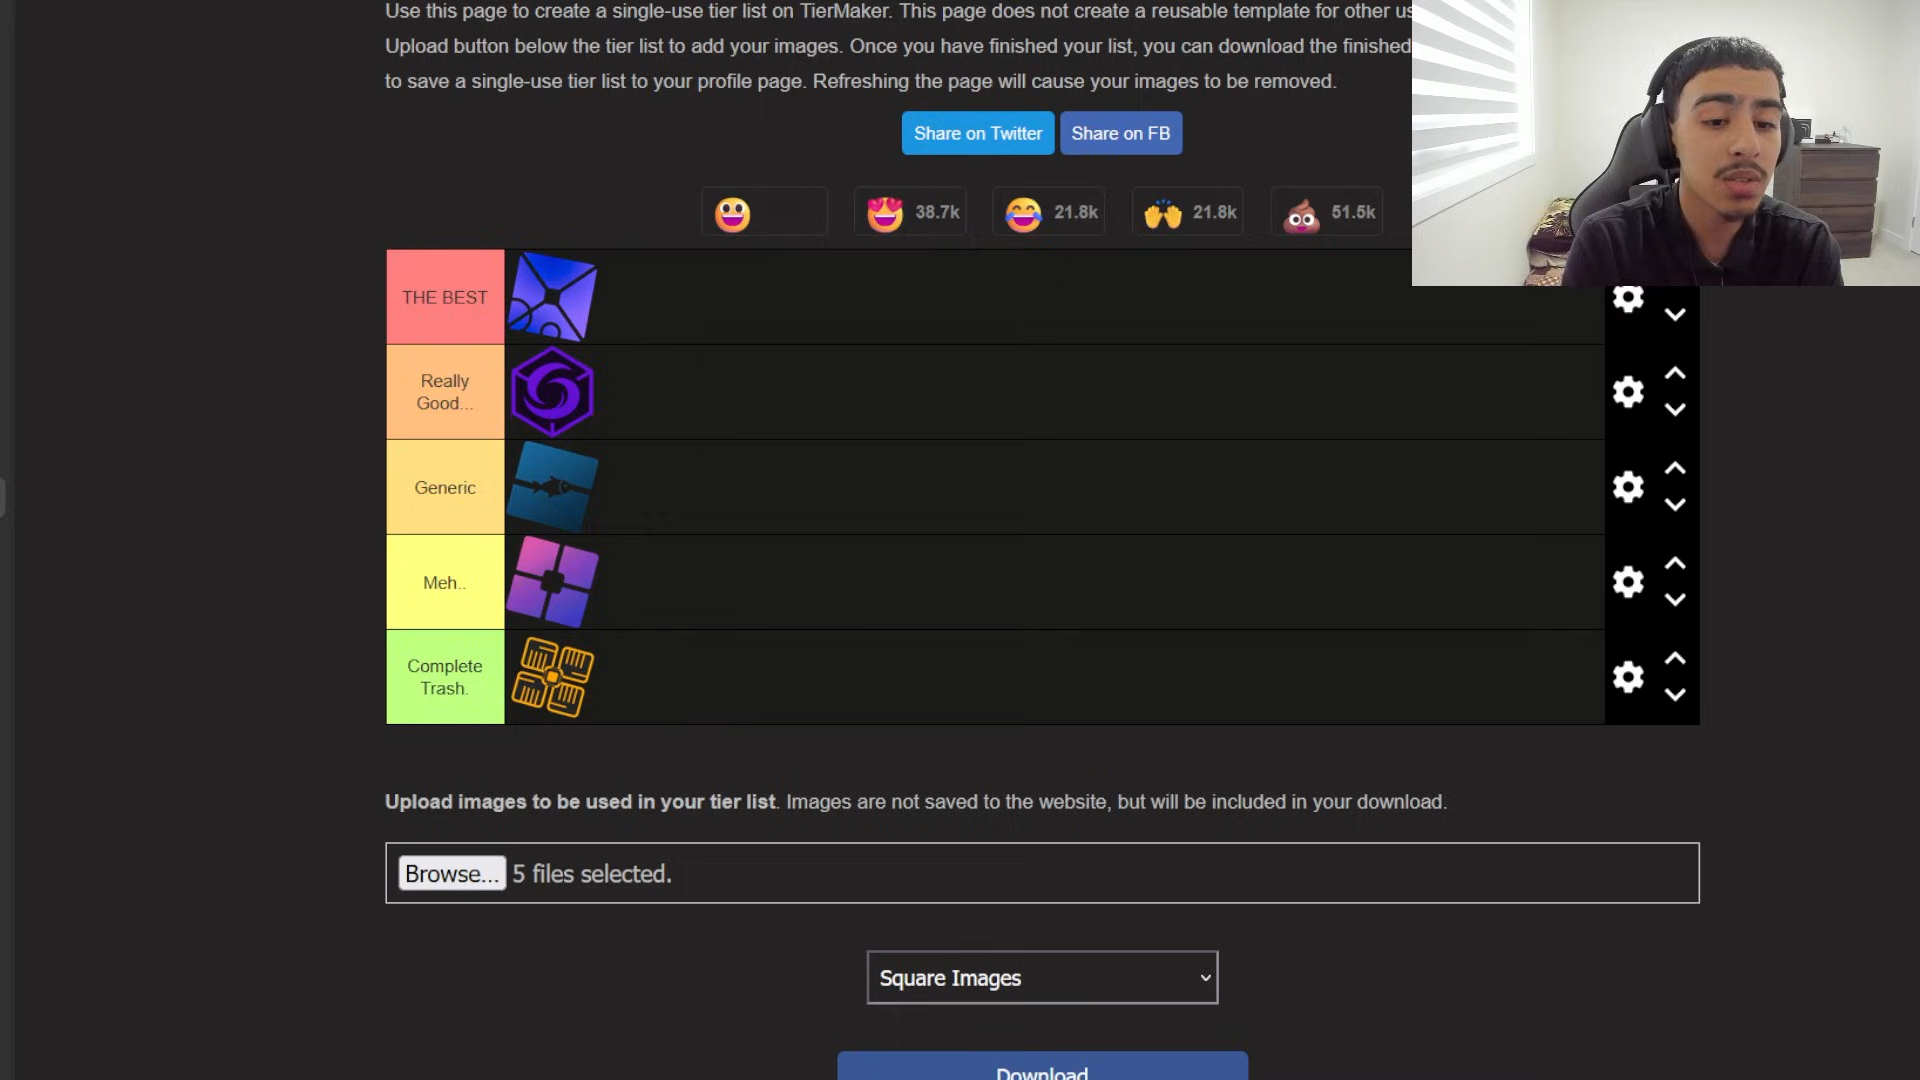 Use this page to create a single-use tier list on TierMaker. This page does not create a reusable template for other us
Upload button below the tier list to add your images. Once you have finished your list, you can download the finished
to save a single-use tier list to your profile page. Refreshing the page will cause your images to be removed.
Share on Twitter Share on FB
38.7k 21.8k 21.8k 51.5k
THE BEST
Really
Good...
Generic
Meh..
Complete
Trash.
Upload images to be used in your tier list. Images are not saved to the website, but will be included in your download.
Browse... 5 files selected.
Square Images
Download